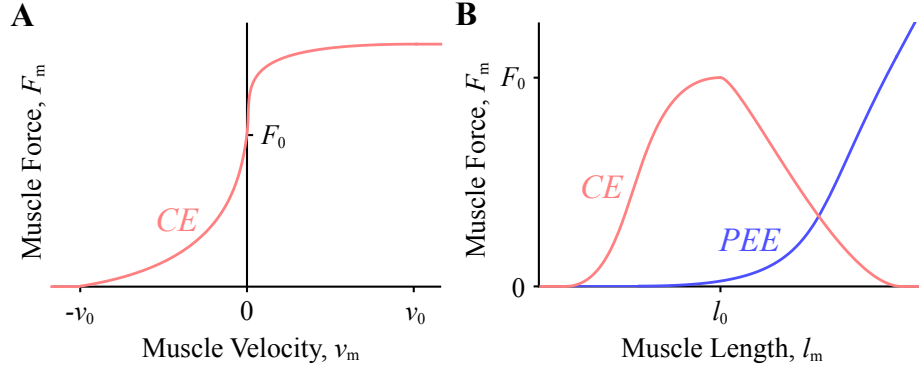 A
Muscle Force, Fₘ
F₀
CE
-v₀
0
v₀
Muscle Velocity, vₘ
B
Muscle Force, Fₘ
F₀
CE
PEE
0
l₀
Muscle Length, lₘ